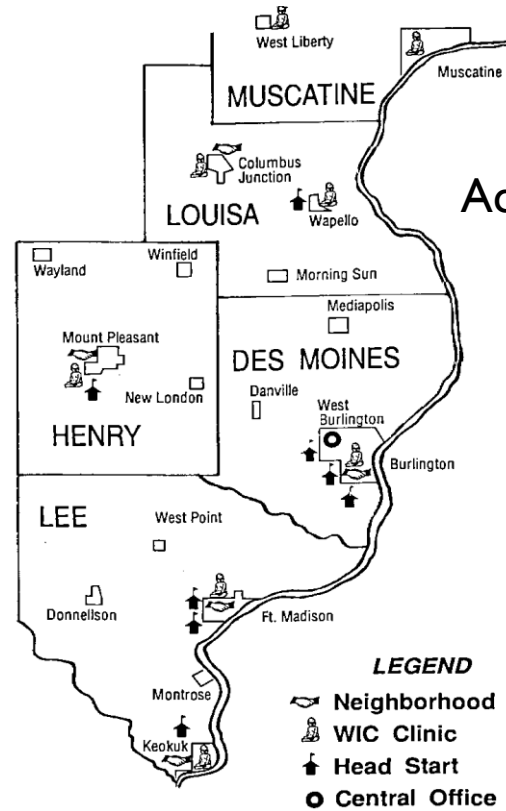 West Liberty
Muscatine
MUSCATINE
Columbus
Junction
LOUISA
Wapello
Ac
Wayland
Winfield
Morning Sun
Mediapolis
Mount Pleasant
DES MOINES
New London
Danville
West
Burlington
HENRY
Burlington
LEE
West Point
Donnellson
Ft. Madison
Montrose
Keokuk
LEGEND
Neighborhood
WIC Clinic
Head Start
Central Office